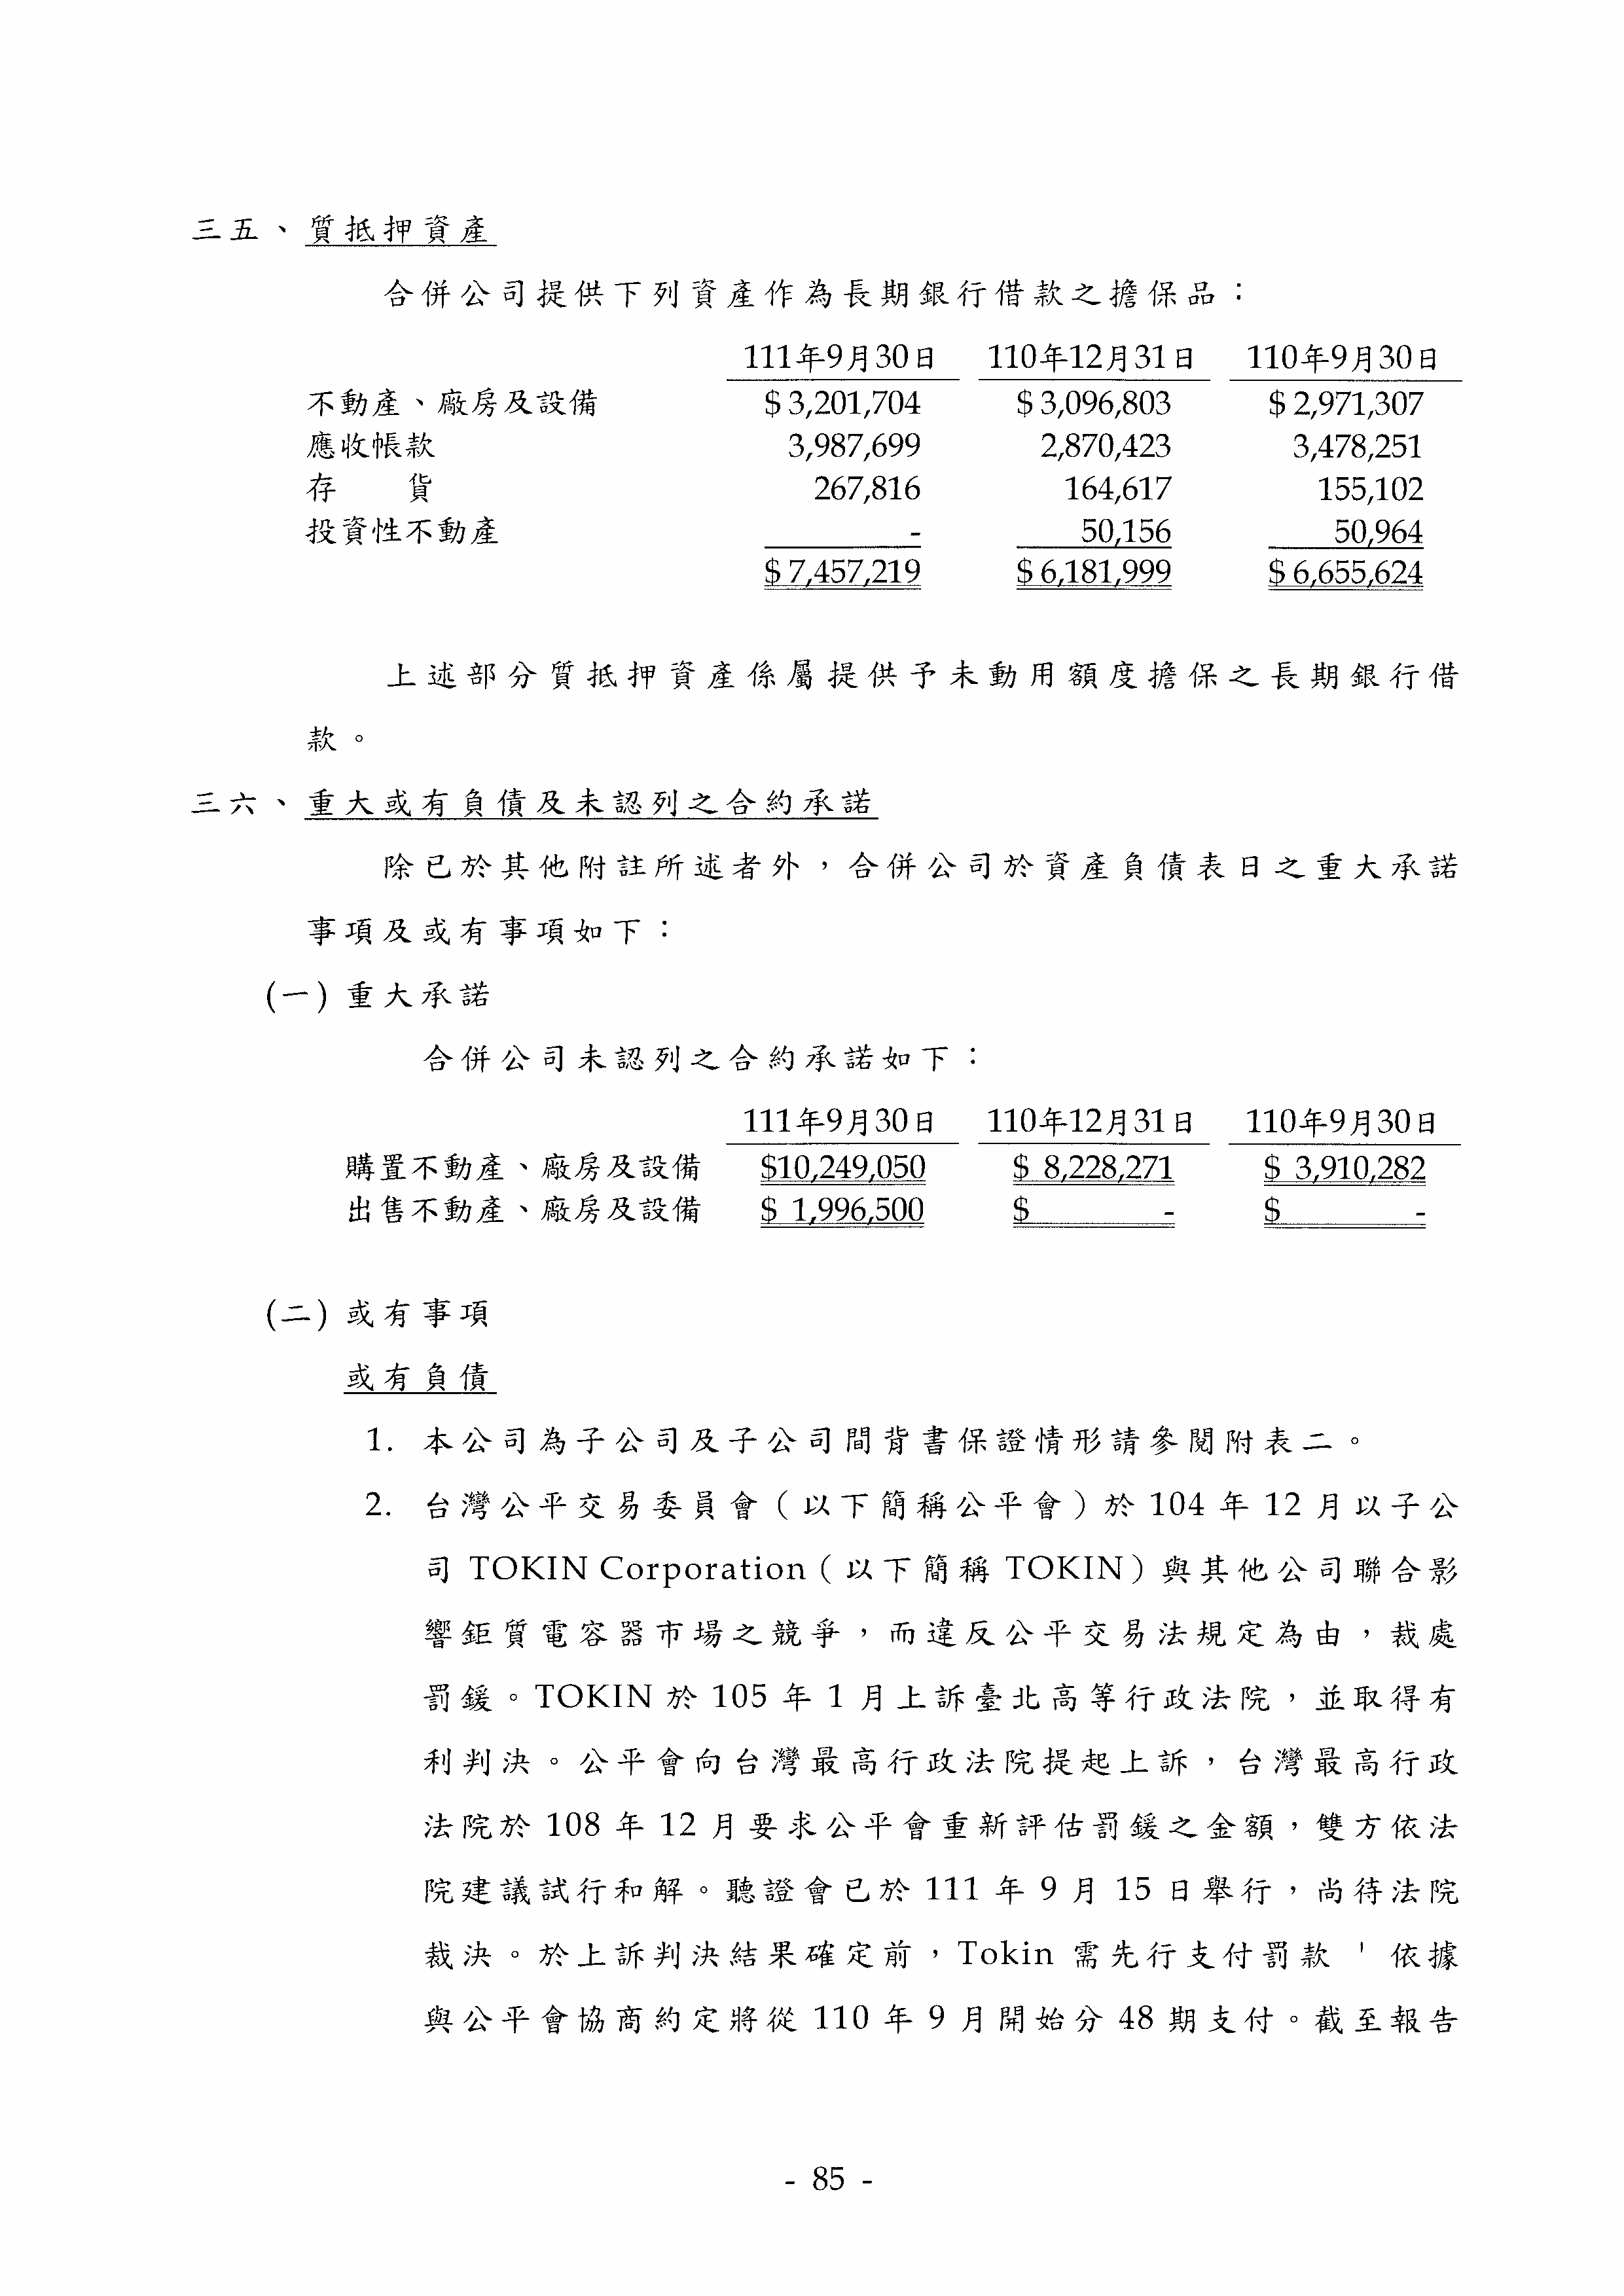 三五、質抵押資產
合併公司提供下列資產作為長期銀行借款之擔保品：
111年9月30日 110年12月31日 110年9月30日
不動產、廠房及設備 $3,201,704 $3,096,803 $2,971,307
應收帳款 3,987,699 2,870,423 3,478,251
存 貨 267,816 164,617 155,102
投資性不動產 - 50,156 50,964
$7,457,219 $6,181,999 $6,655,624
上述部分質抵押資產係屬提供予未動用額度擔保之長期銀行借
款。
三六、重大或有負債及未認列之合約承諾
除已於其他附註所述者外，合併公司於資產負債表日之重大承諾
事項及或有事項如下：
(一) 重大承諾
合併公司未認列之合約承諾如下：
111年9月30日 110年12月31日 110年9月30日
購置不動產、廠房及設備 $10,249,050 $ 8,228,271 $ 3,910,282
出售不動產、廠房及設備 $ 1,996,500 $ - $ -
(二) 或有事項
或有負債
1. 本公司為子公司及子公司間背書保證情形請參閱附表二。
2. 台灣公平交易委員會（以下簡稱公平會）於 104 年 12 月以子公
司 TOKIN Corporation（以下簡稱 TOKIN）與其他公司聯合影
響鉭質電容器市場之競爭，而違反公平交易法規定為由，裁處
罰鍰。TOKIN 於 105 年 1 月上訴臺北高等行政法院，並取得有
利判決。公平會向台灣最高行政法院提起上訴，台灣最高行政
法院於 108 年 12 月要求公平會重新評估罰鍰之金額，雙方依法
院建議試行和解。聽證會已於 111 年 9 月 15 日舉行，尚待法院
裁決。於上訴判決結果確定前，Tokin 需先行支付罰款 ' 依據
與公平會協商約定將從 110 年 9 月開始分 48 期支付。截至報告
- 85 -